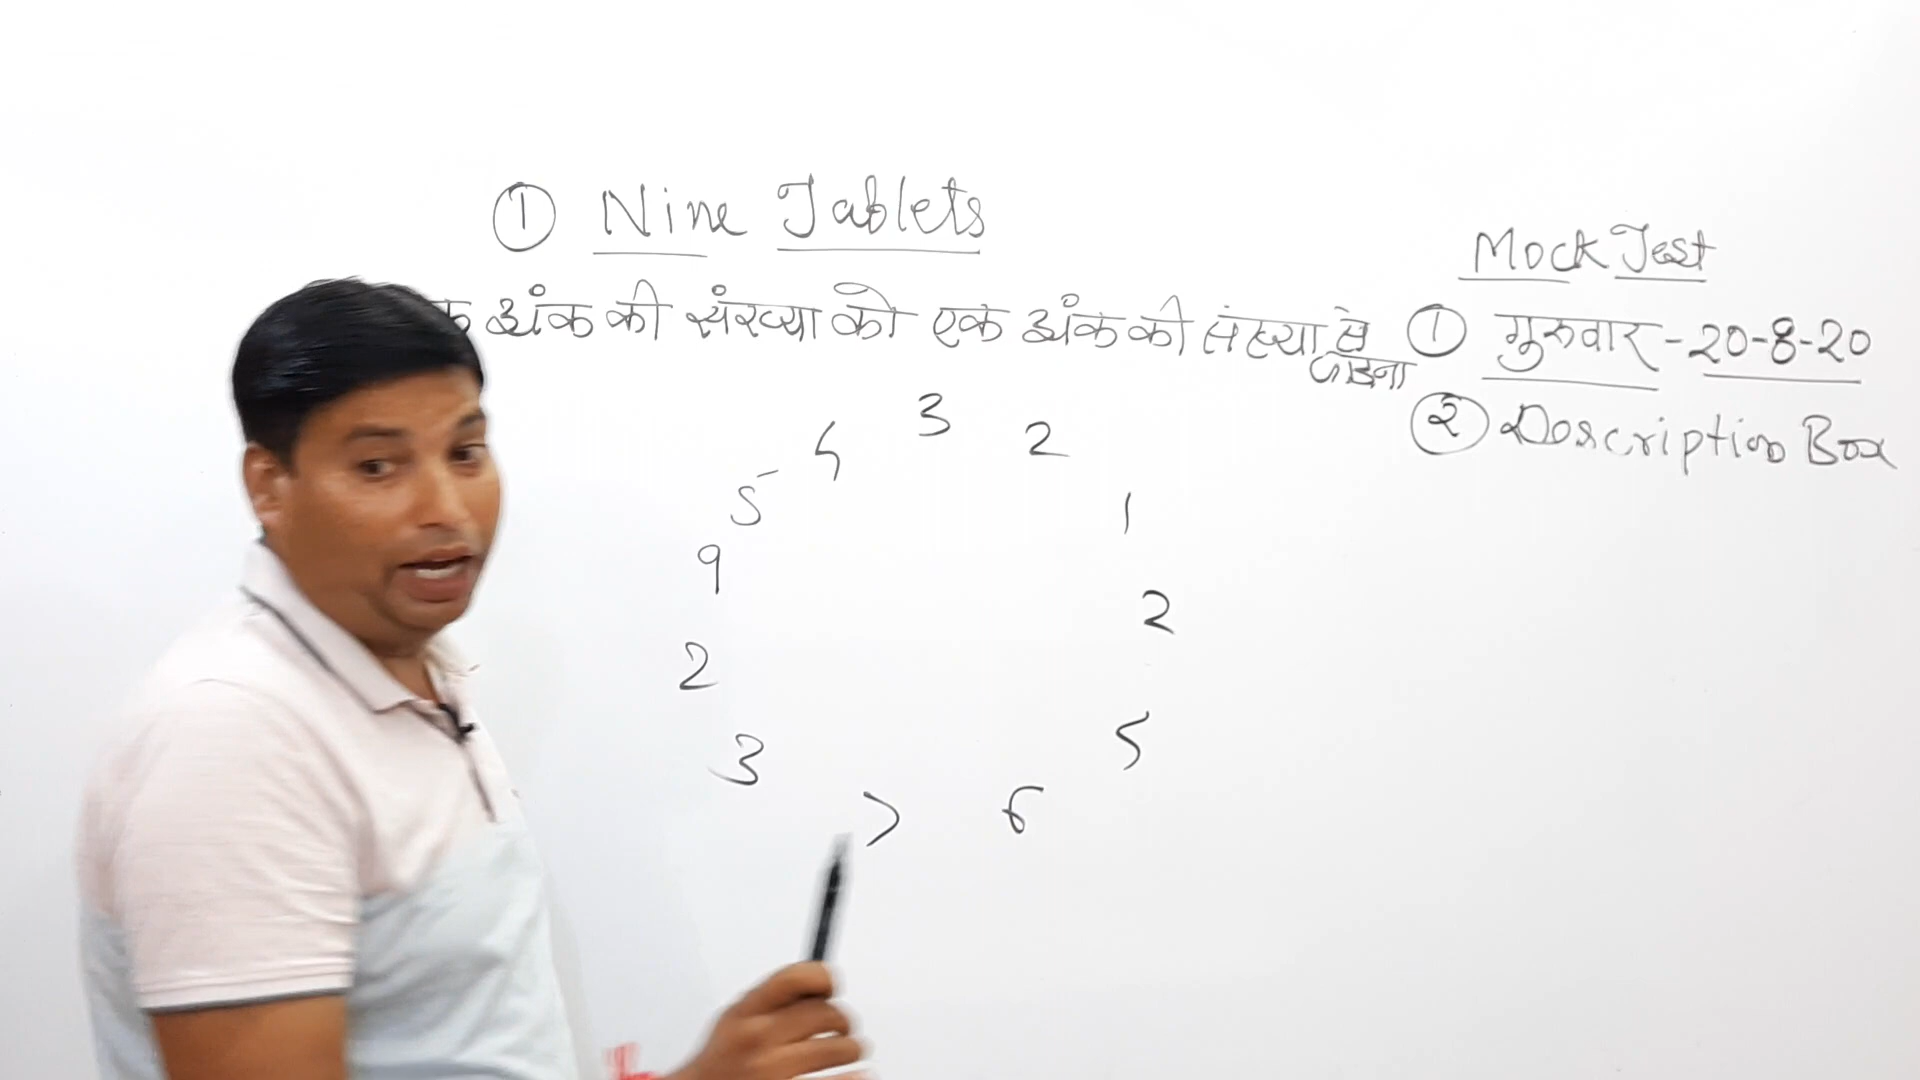 ① Nine Tablets
अंक की संख्या को एक अंक की संख्या से
जोड़ना
Mock Test
① गुरुवार - 20-8-20
② Description Box
3
4
2
5
1
9
2
2
5
3
7
6